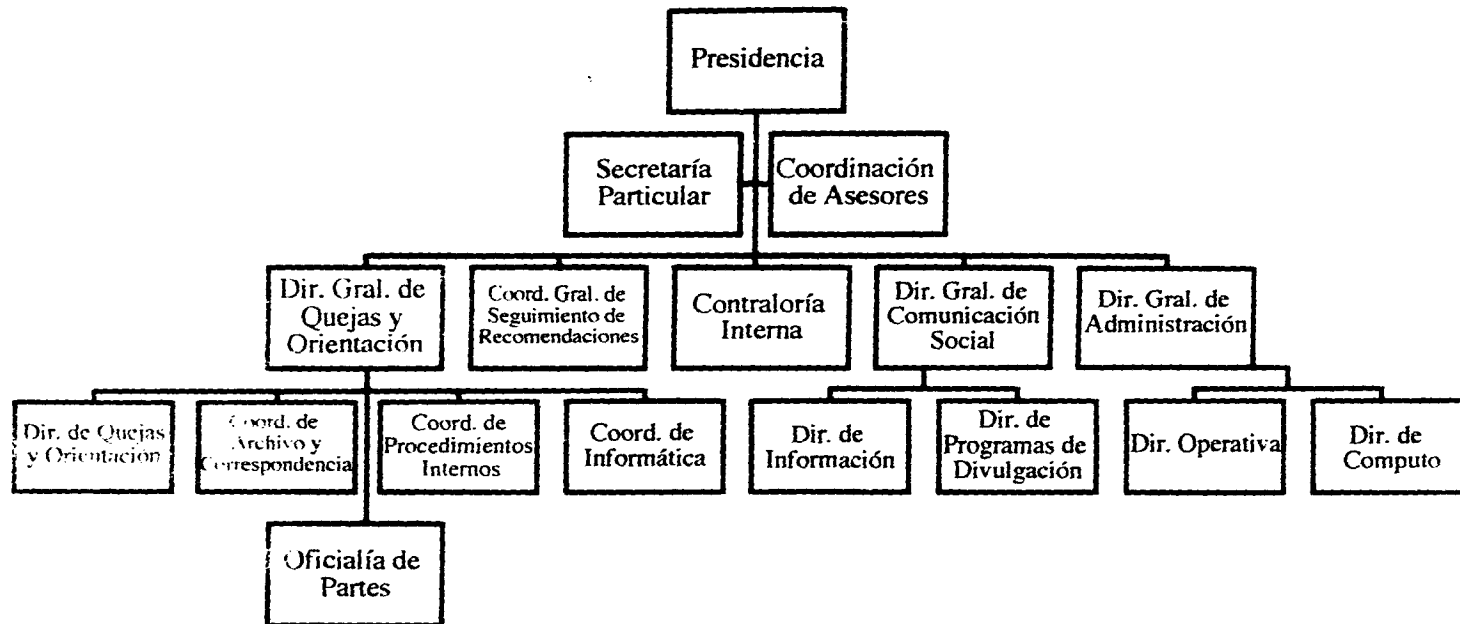 Presidencia
Secretaría
Particular
Coordinación
de Asesores
Dir. Gral. de
Quejas y
Orientación
Coord. Gral. de
Seguimiento de
Recomendaciones
Contraloría
Interna
Dir. Gral. de
Comunicación
Social
Dir. Gral. de
Administración
Dir. de Quejas
y Orientación
Coord. de
Archivo y
Correspondencia
Coord. de
Procedimientos
Internos
Coord. de
Informática
Dir. de
Información
Dir. de
Programas de
Divulgación
Dir. Operativa
Dir. de
Computo
Oficialía de
Partes